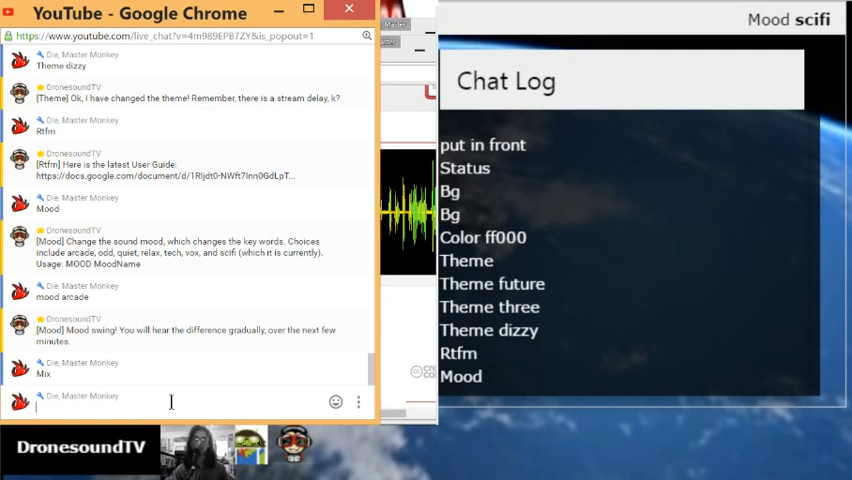 YouTube - Google Chrome
https://www.youtube.com/live_chat?v=4m989EPB7ZY&is_popout=1
Die, Master Monkey
Theme dizzy
DronesoundTV
[Theme] Ok, I have changed the theme! Remember, there is a stream delay, k?
Die, Master Monkey
Rtfm
DronesoundTV
[Rtfm] Here is the latest User Guide:
https://docs.google.com/document/d/1RIjdt0-NWft7Inn0GdLpT...
Die, Master Monkey
Mood
DronesoundTV
[Mood] Change the sound mood, which changes the key words. Choices
include arcade, odd, quiet, relax, tech, vox, and scifi (which it is currently).
Usage: MOOD MoodName
Die, Master Monkey
mood arcade
DronesoundTV
[Mood] Mood swing! You will hear the difference gradually, over the next few
minutes.
Die, Master Monkey
Mix
Die, Master Monkey
DronesoundTV
Mood scifi
Chat Log
put in front
Status
Bg
Bg
Color ff000
Theme
Theme future
Theme three
Theme dizzy
Rtfm
Mood